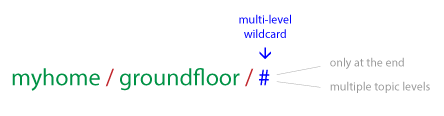 multi-level
wildcard
only at the end
myhome / groundfloor / #
multiple topic levels